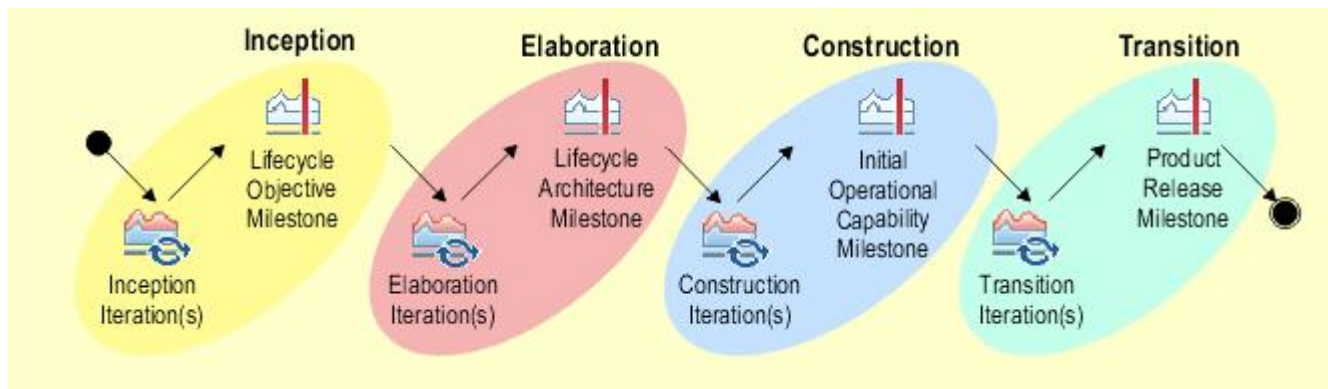 Inception
Elaboration
Construction
Transition
Lifecycle
Objective
Milestone
Inception
Iteration(s)
Lifecycle
Architecture
Milestone
Elaboration
Iteration(s)
Initial
Operational
Capability
Milestone
Construction
Iteration(s)
Product
Release
Milestone
Transition
Iteration(s)